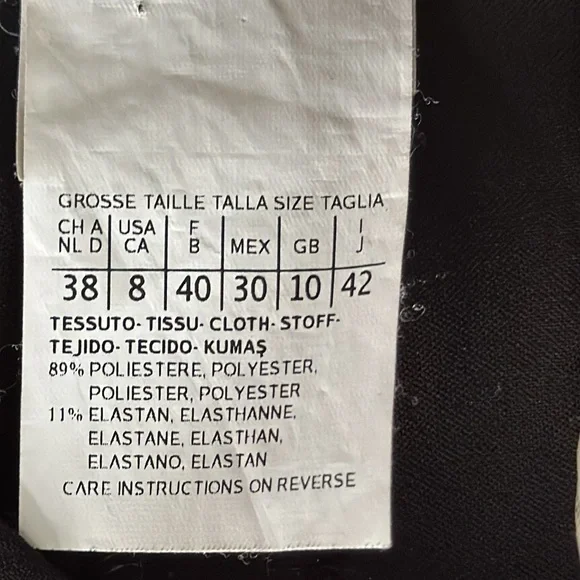 GROSSE TAILLE TALLA SIZE TAGLIA
CH A USA F I
NL D CA B MEX GB J
38 8 40 30 10 42
TESSUTO- TISSU- CLOTH- STOFF-
TEJIDO- TECIDO- KUMAŞ
89% POLIESTERE, POLYESTER,
POLIESTER, POLYESTER
11% ELASTAN, ELASTHANNE,
ELASTANE, ELASTHAN,
ELASTANO, ELASTAN
CARE INSTRUCTIONS ON REVERSE